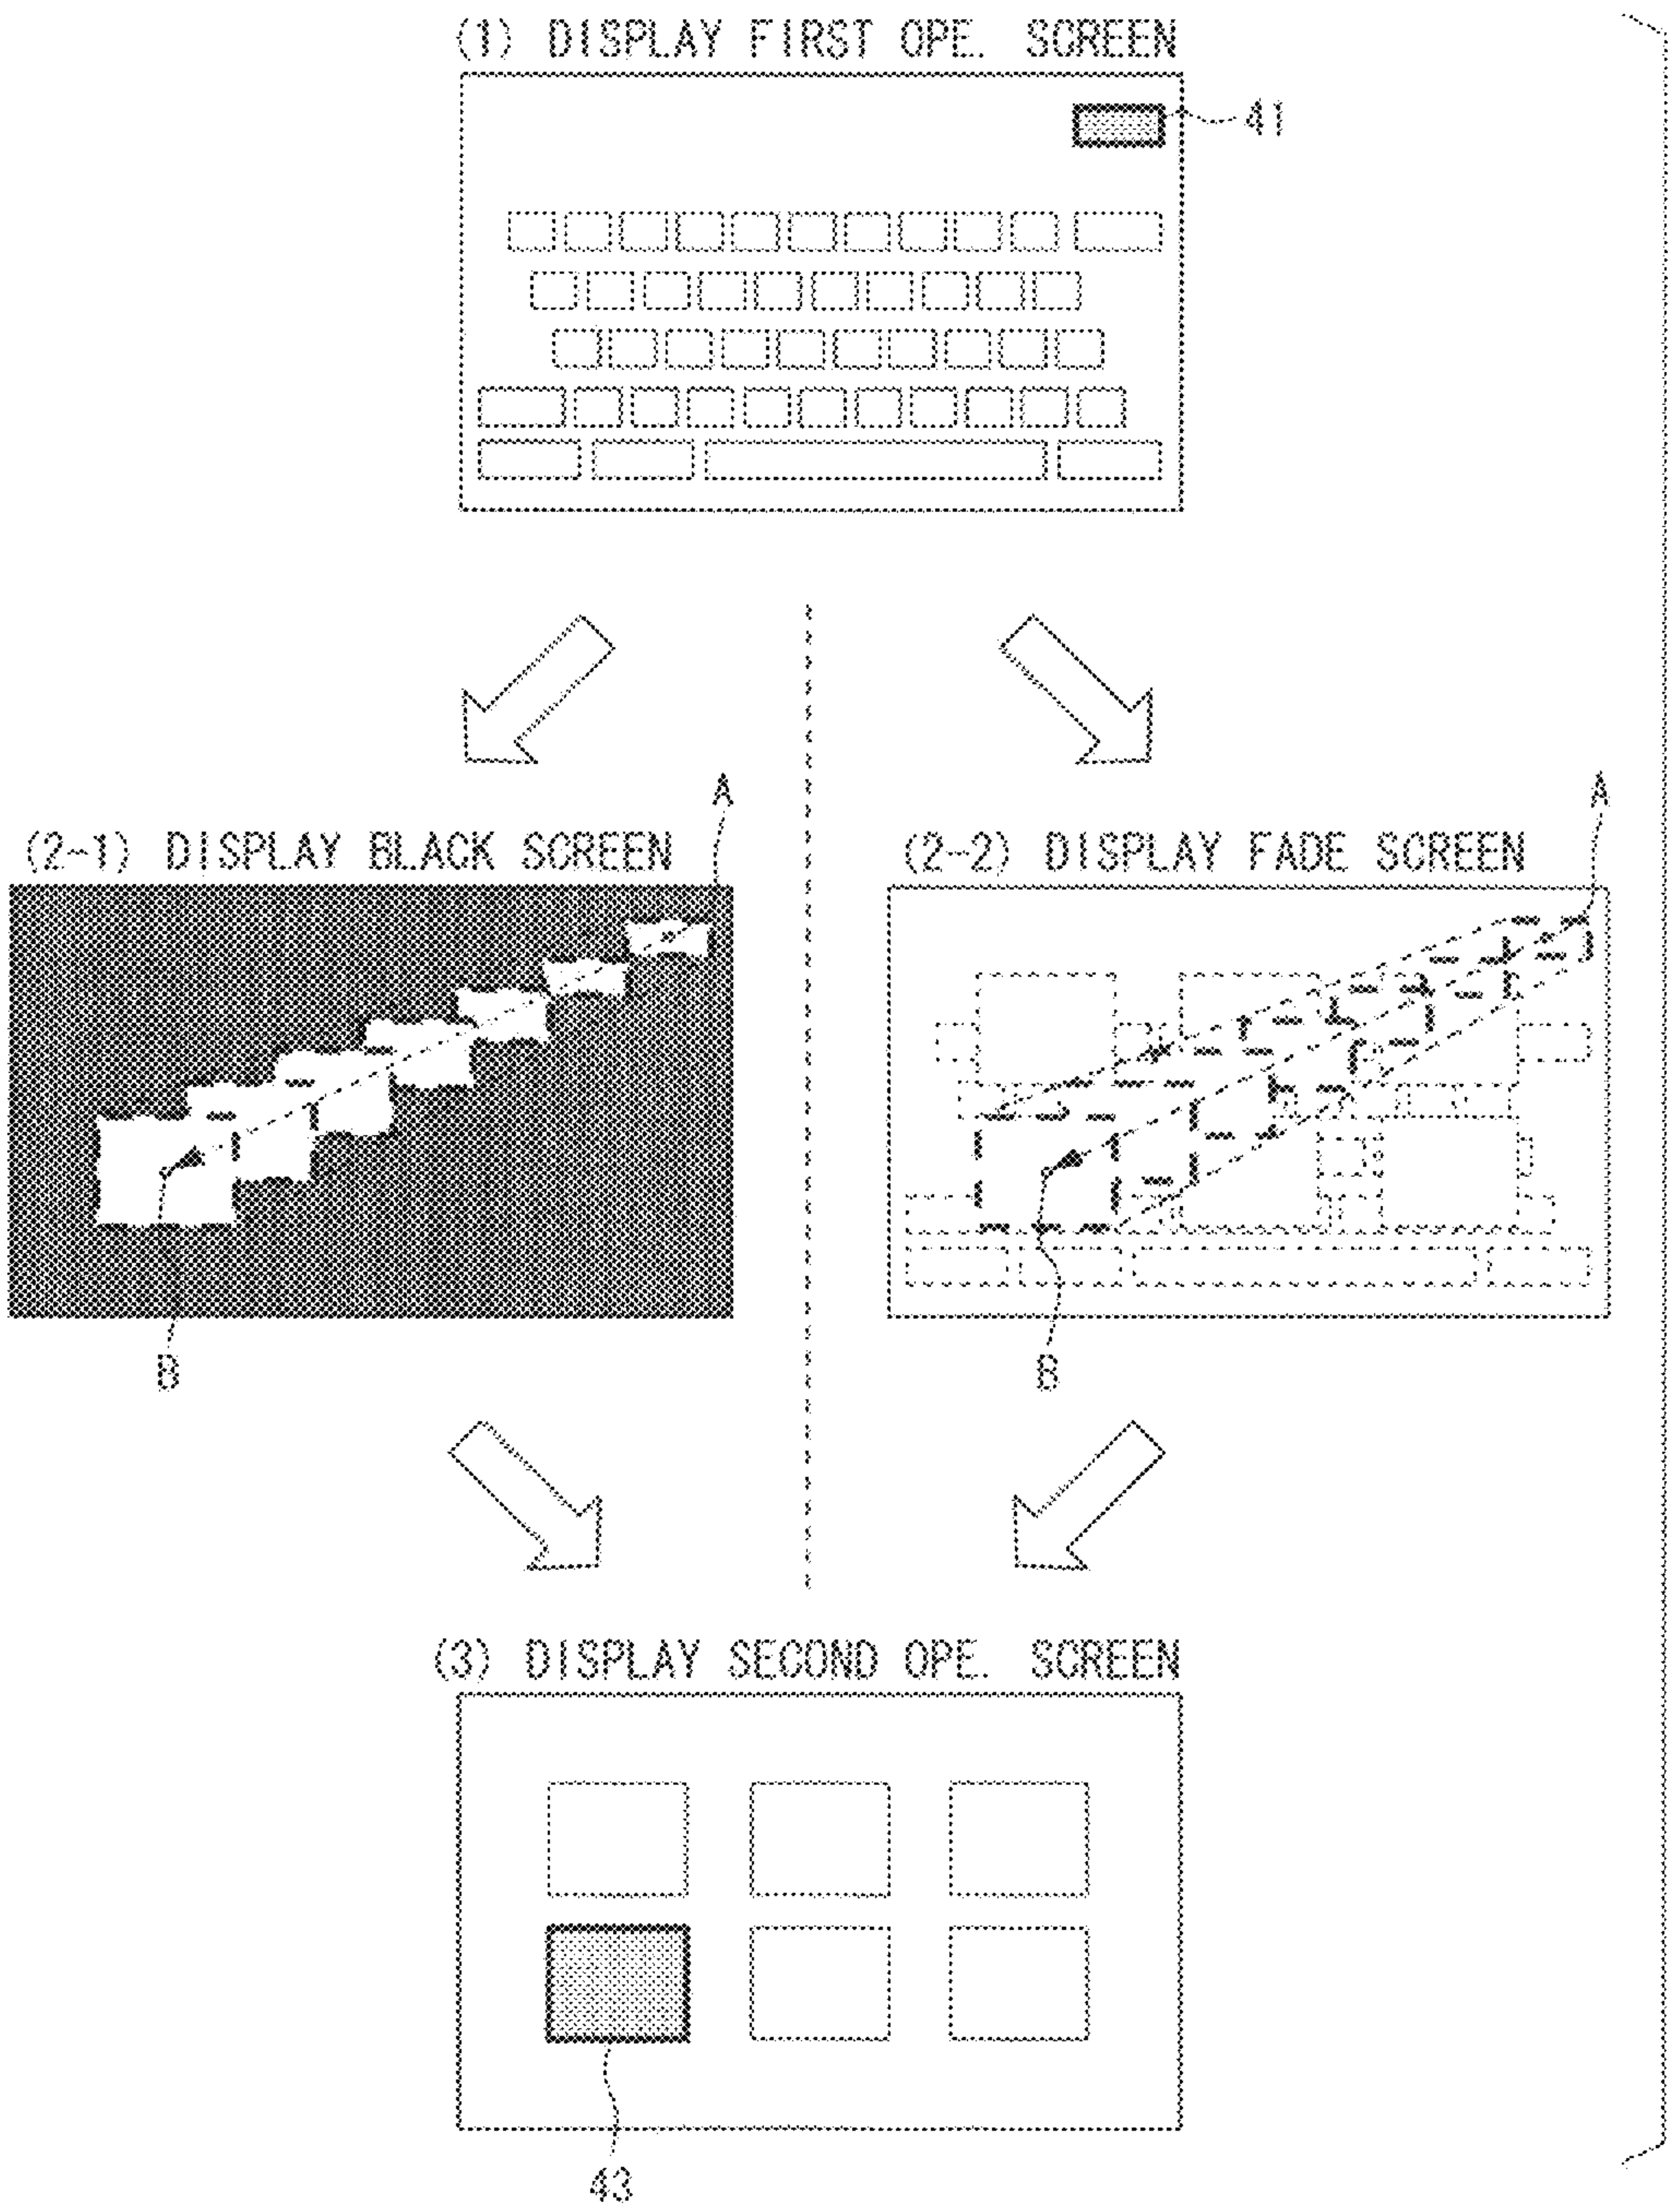 (1) DISPLAY FIRST OPE. SCREEN
41
A
A
(2-1) DISPLAY BLACK SCREEN
(2-2) DISPLAY FADE SCREEN
B
B
(3) DISPLAY SECOND OPE. SCREEN
43